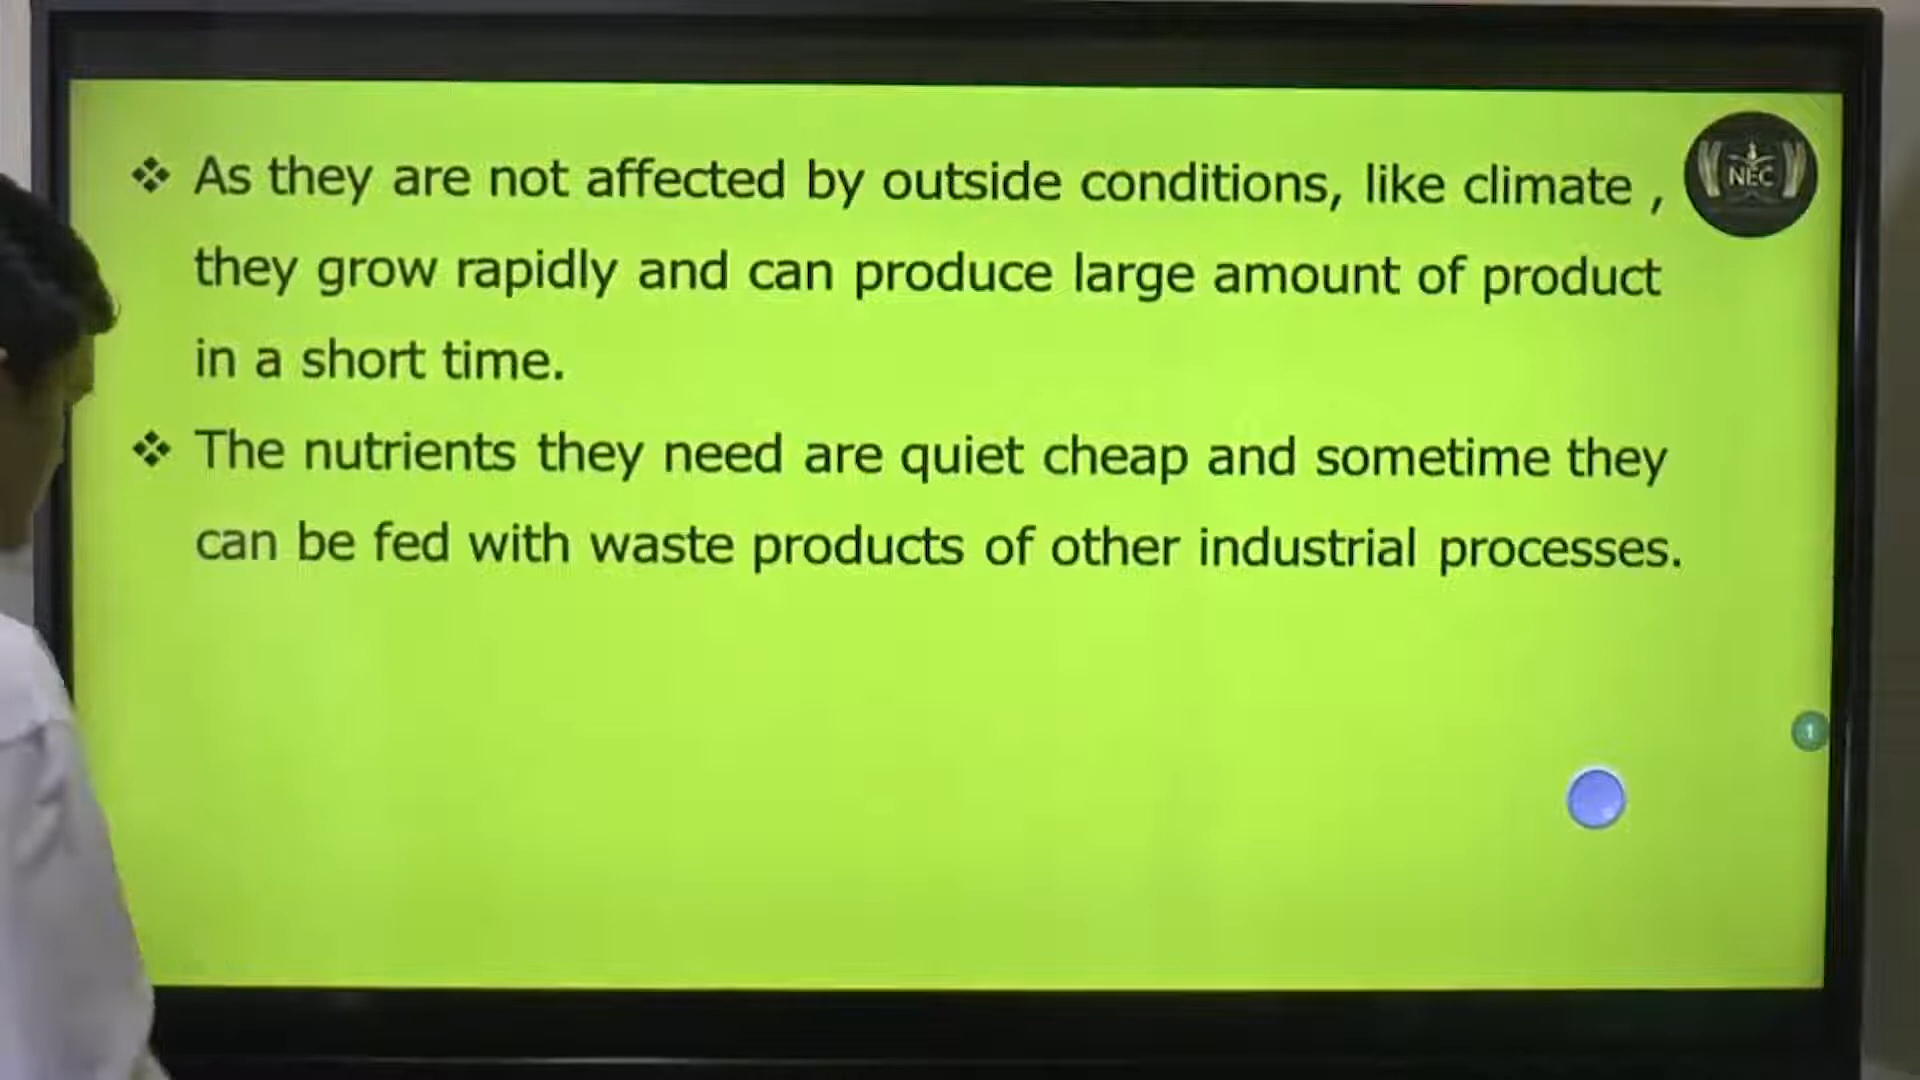 ❖ As they are not affected by outside conditions, like climate ,
they grow rapidly and can produce large amount of product
in a short time.
❖ The nutrients they need are quiet cheap and sometime they
can be fed with waste products of other industrial processes.
NEC
1